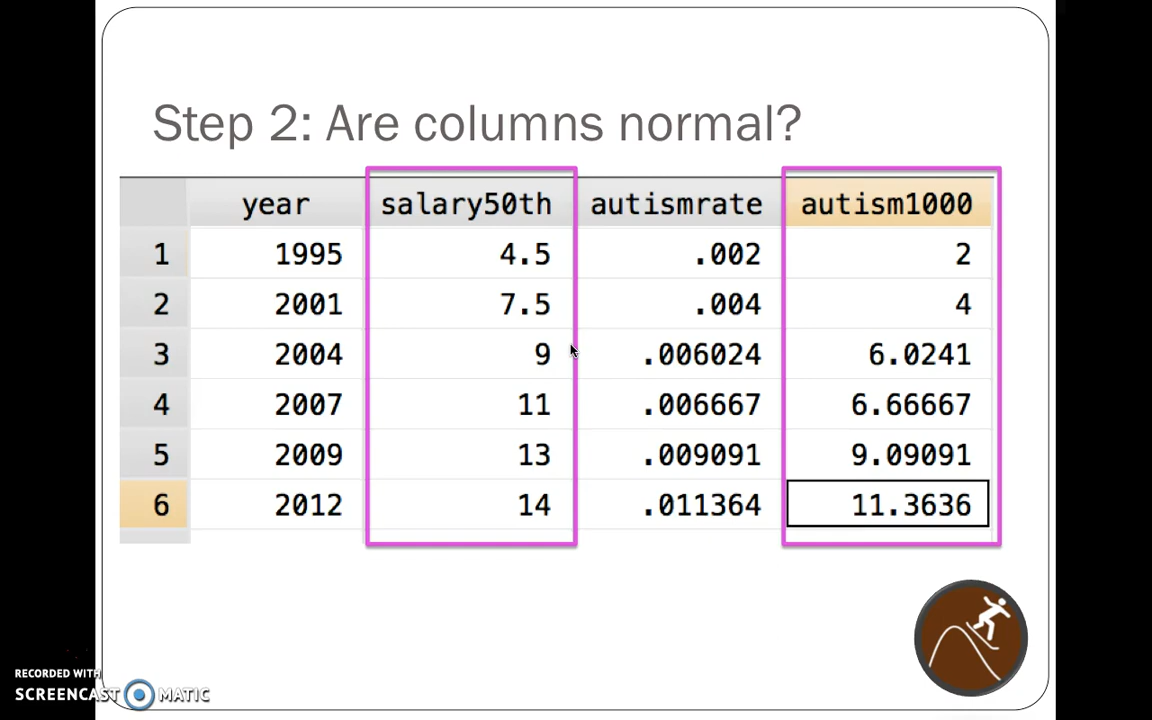 Step 2: Are columns normal?
year salary50th autismrate autism1000
1 1995 4.5 .002 2
2 2001 7.5 .004 4
3 2004 9 .006024 6.0241
4 2007 11 .006667 6.66667
5 2009 13 .009091 9.09091
6 2012 14 .011364 11.3636
RECORDED WITH
SCREENCAST MATIC